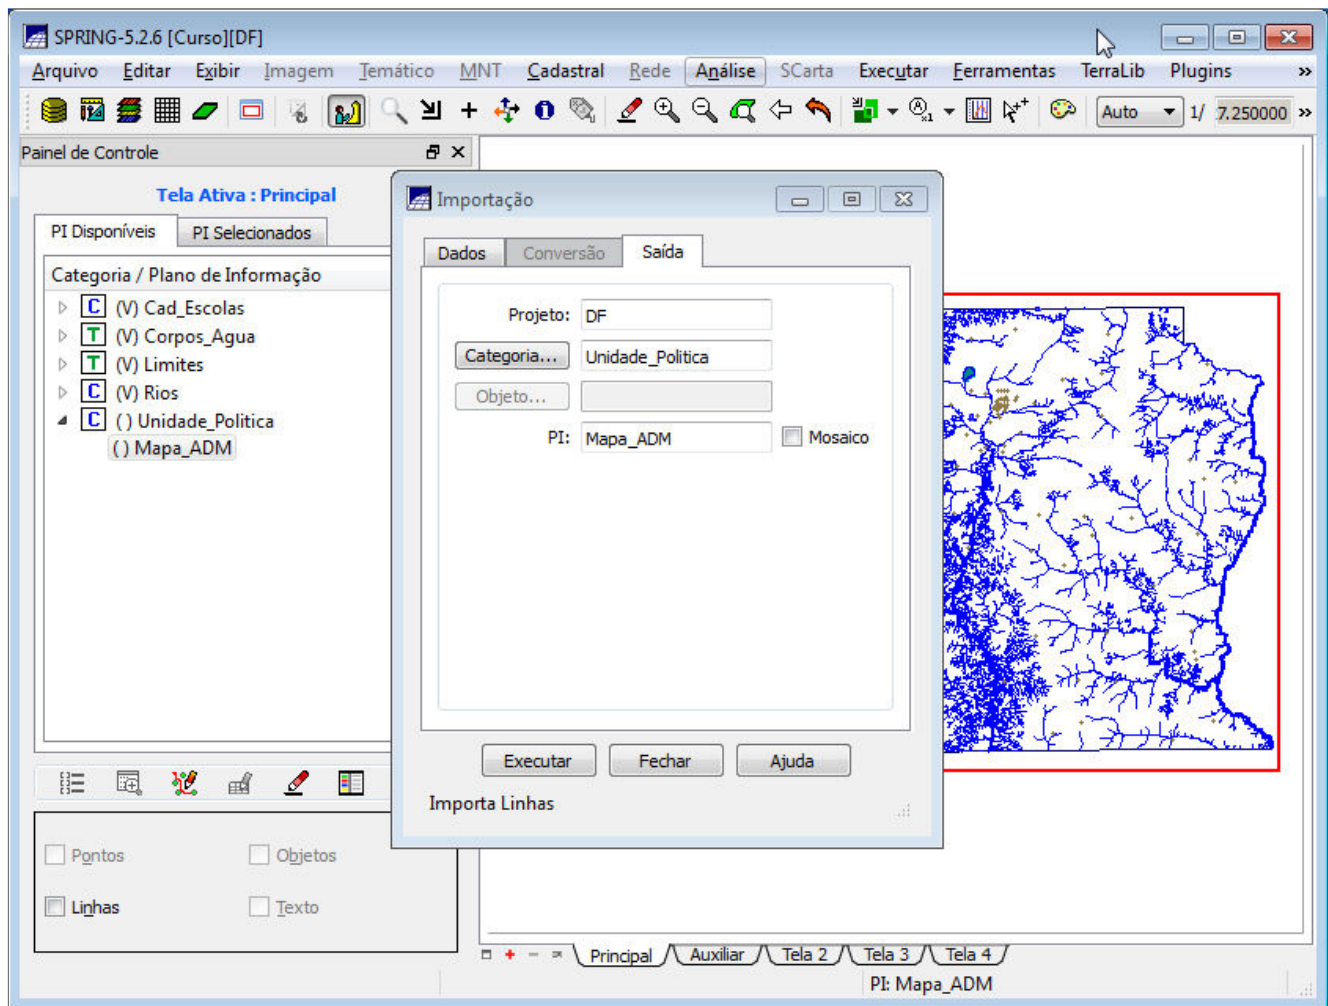 SPRING-5.2.6 [Curso][DF]
Arquivo Editar Exibir Imagem Temático MNT Cadastral Rede Análise SCarta Executar Ferramentas TerraLib Plugins »
Auto 1/ 7.250000 »
Painel de Controle
Tela Ativa : Principal
PI Disponíveis PI Selecionados
Categoria / Plano de Informação
C (V) Cad_Escolas
T (V) Corpos_Agua
T (V) Limites
C (V) Rios
C ( ) Unidade_Politica
( ) Mapa_ADM
Pontos Objetos
Linhas Texto
Importação
Dados Conversão Saída
Projeto: DF
Categoria... Unidade_Politica
Objeto...
PI: Mapa_ADM Mosaico
Executar Fechar Ajuda
Importa Linhas
Principal Auxiliar Tela 2 Tela 3 Tela 4
PI: Mapa_ADM